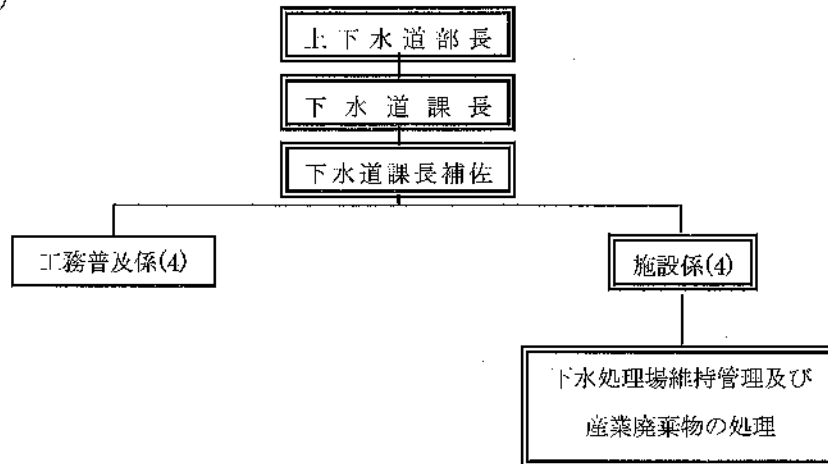 上下水道部長
下水道課長
下水道課長補佐
工務普及係(4)
施設係(4)
下水処理場維持管理及び
産業廃棄物の処理